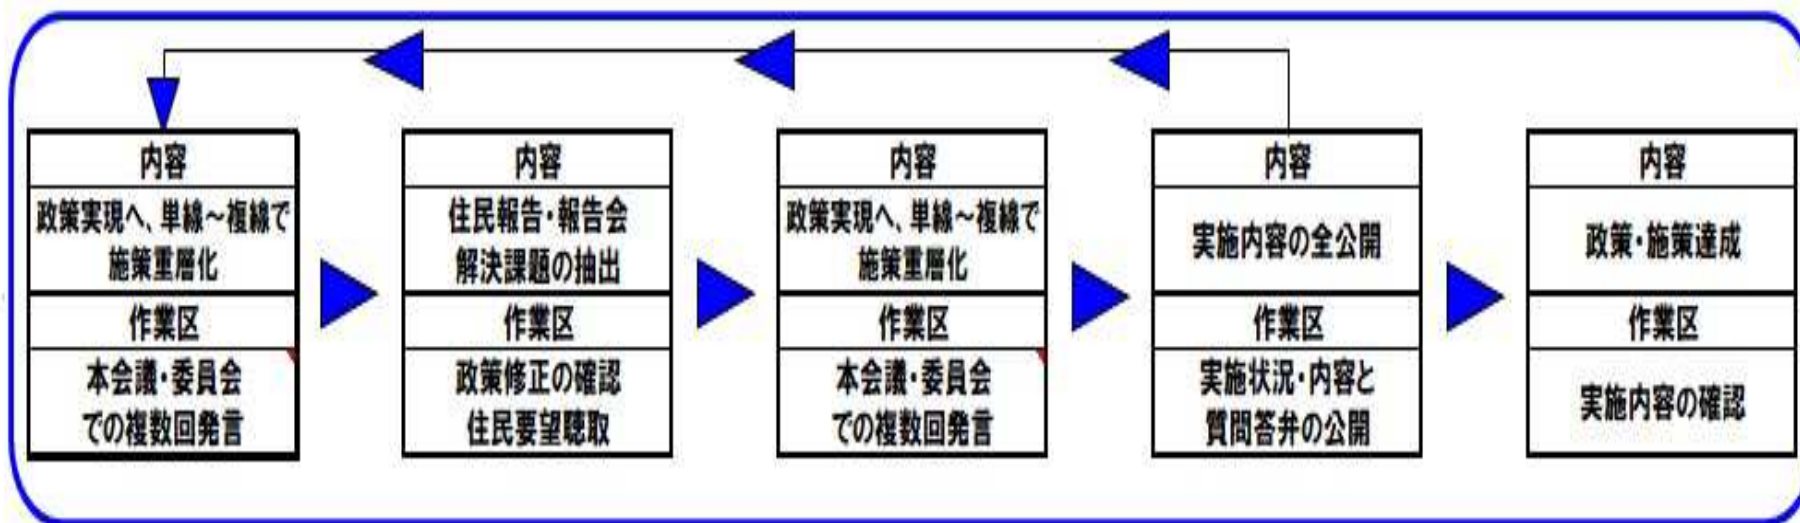 内容
政策実現へ、単線～複線で
施策重層化
作業区
本会議・委員会
での複数回発言
内容
住民報告・報告会
解決課題の抽出
作業区
政策修正の確認
住民要望聴取
内容
政策実現へ、単線～複線で
施策重層化
作業区
本会議・委員会
での複数回発言
内容
実施内容の全公開
作業区
実施状況・内容と
質問答弁の公開
内容
政策・施策達成
作業区
実施内容の確認